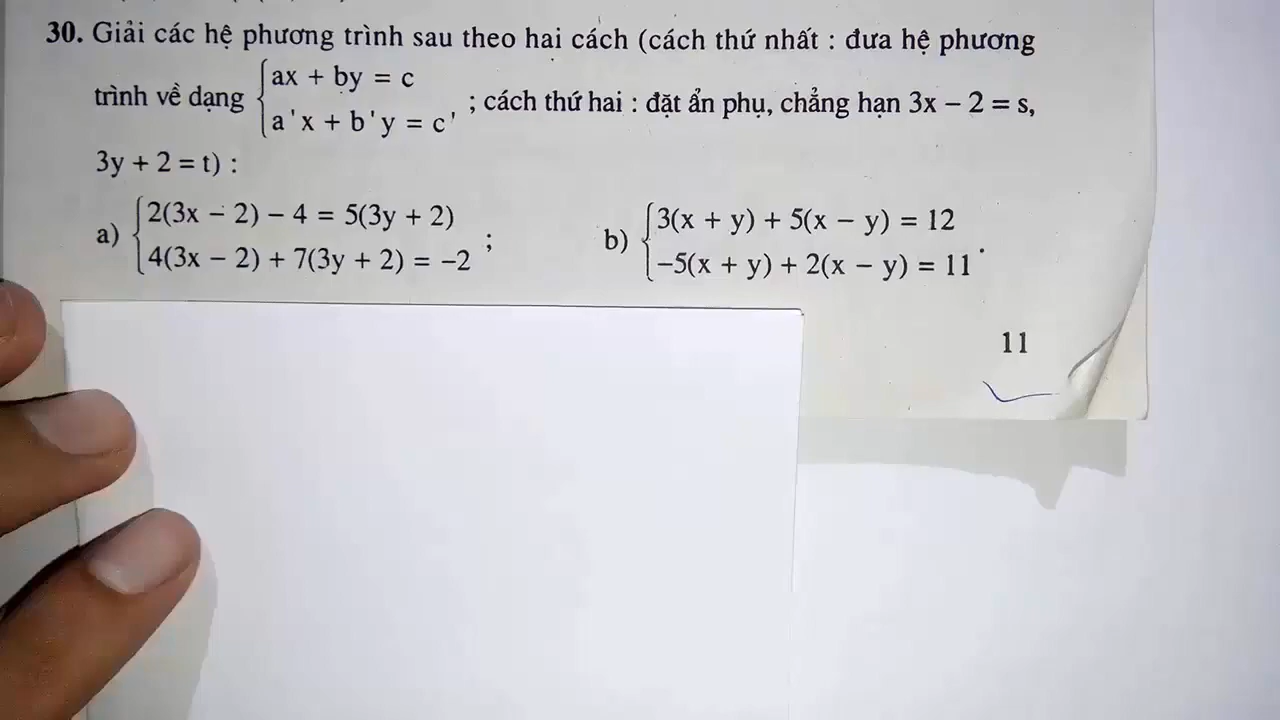 30. Giải các hệ phương trình sau theo hai cách (cách thứ nhất : đưa hệ phương
trình về dạng { ax + by = c
a'x + b'y = c' ; cách thứ hai : đặt ẩn phụ, chẳng hạn 3x – 2 = s,
3y + 2 = t) :
a) { 2(3x – 2) – 4 = 5(3y + 2)
4(3x – 2) + 7(3y + 2) = –2 ;
b) { 3(x + y) + 5(x – y) = 12
–5(x + y) + 2(x – y) = 11 .
11